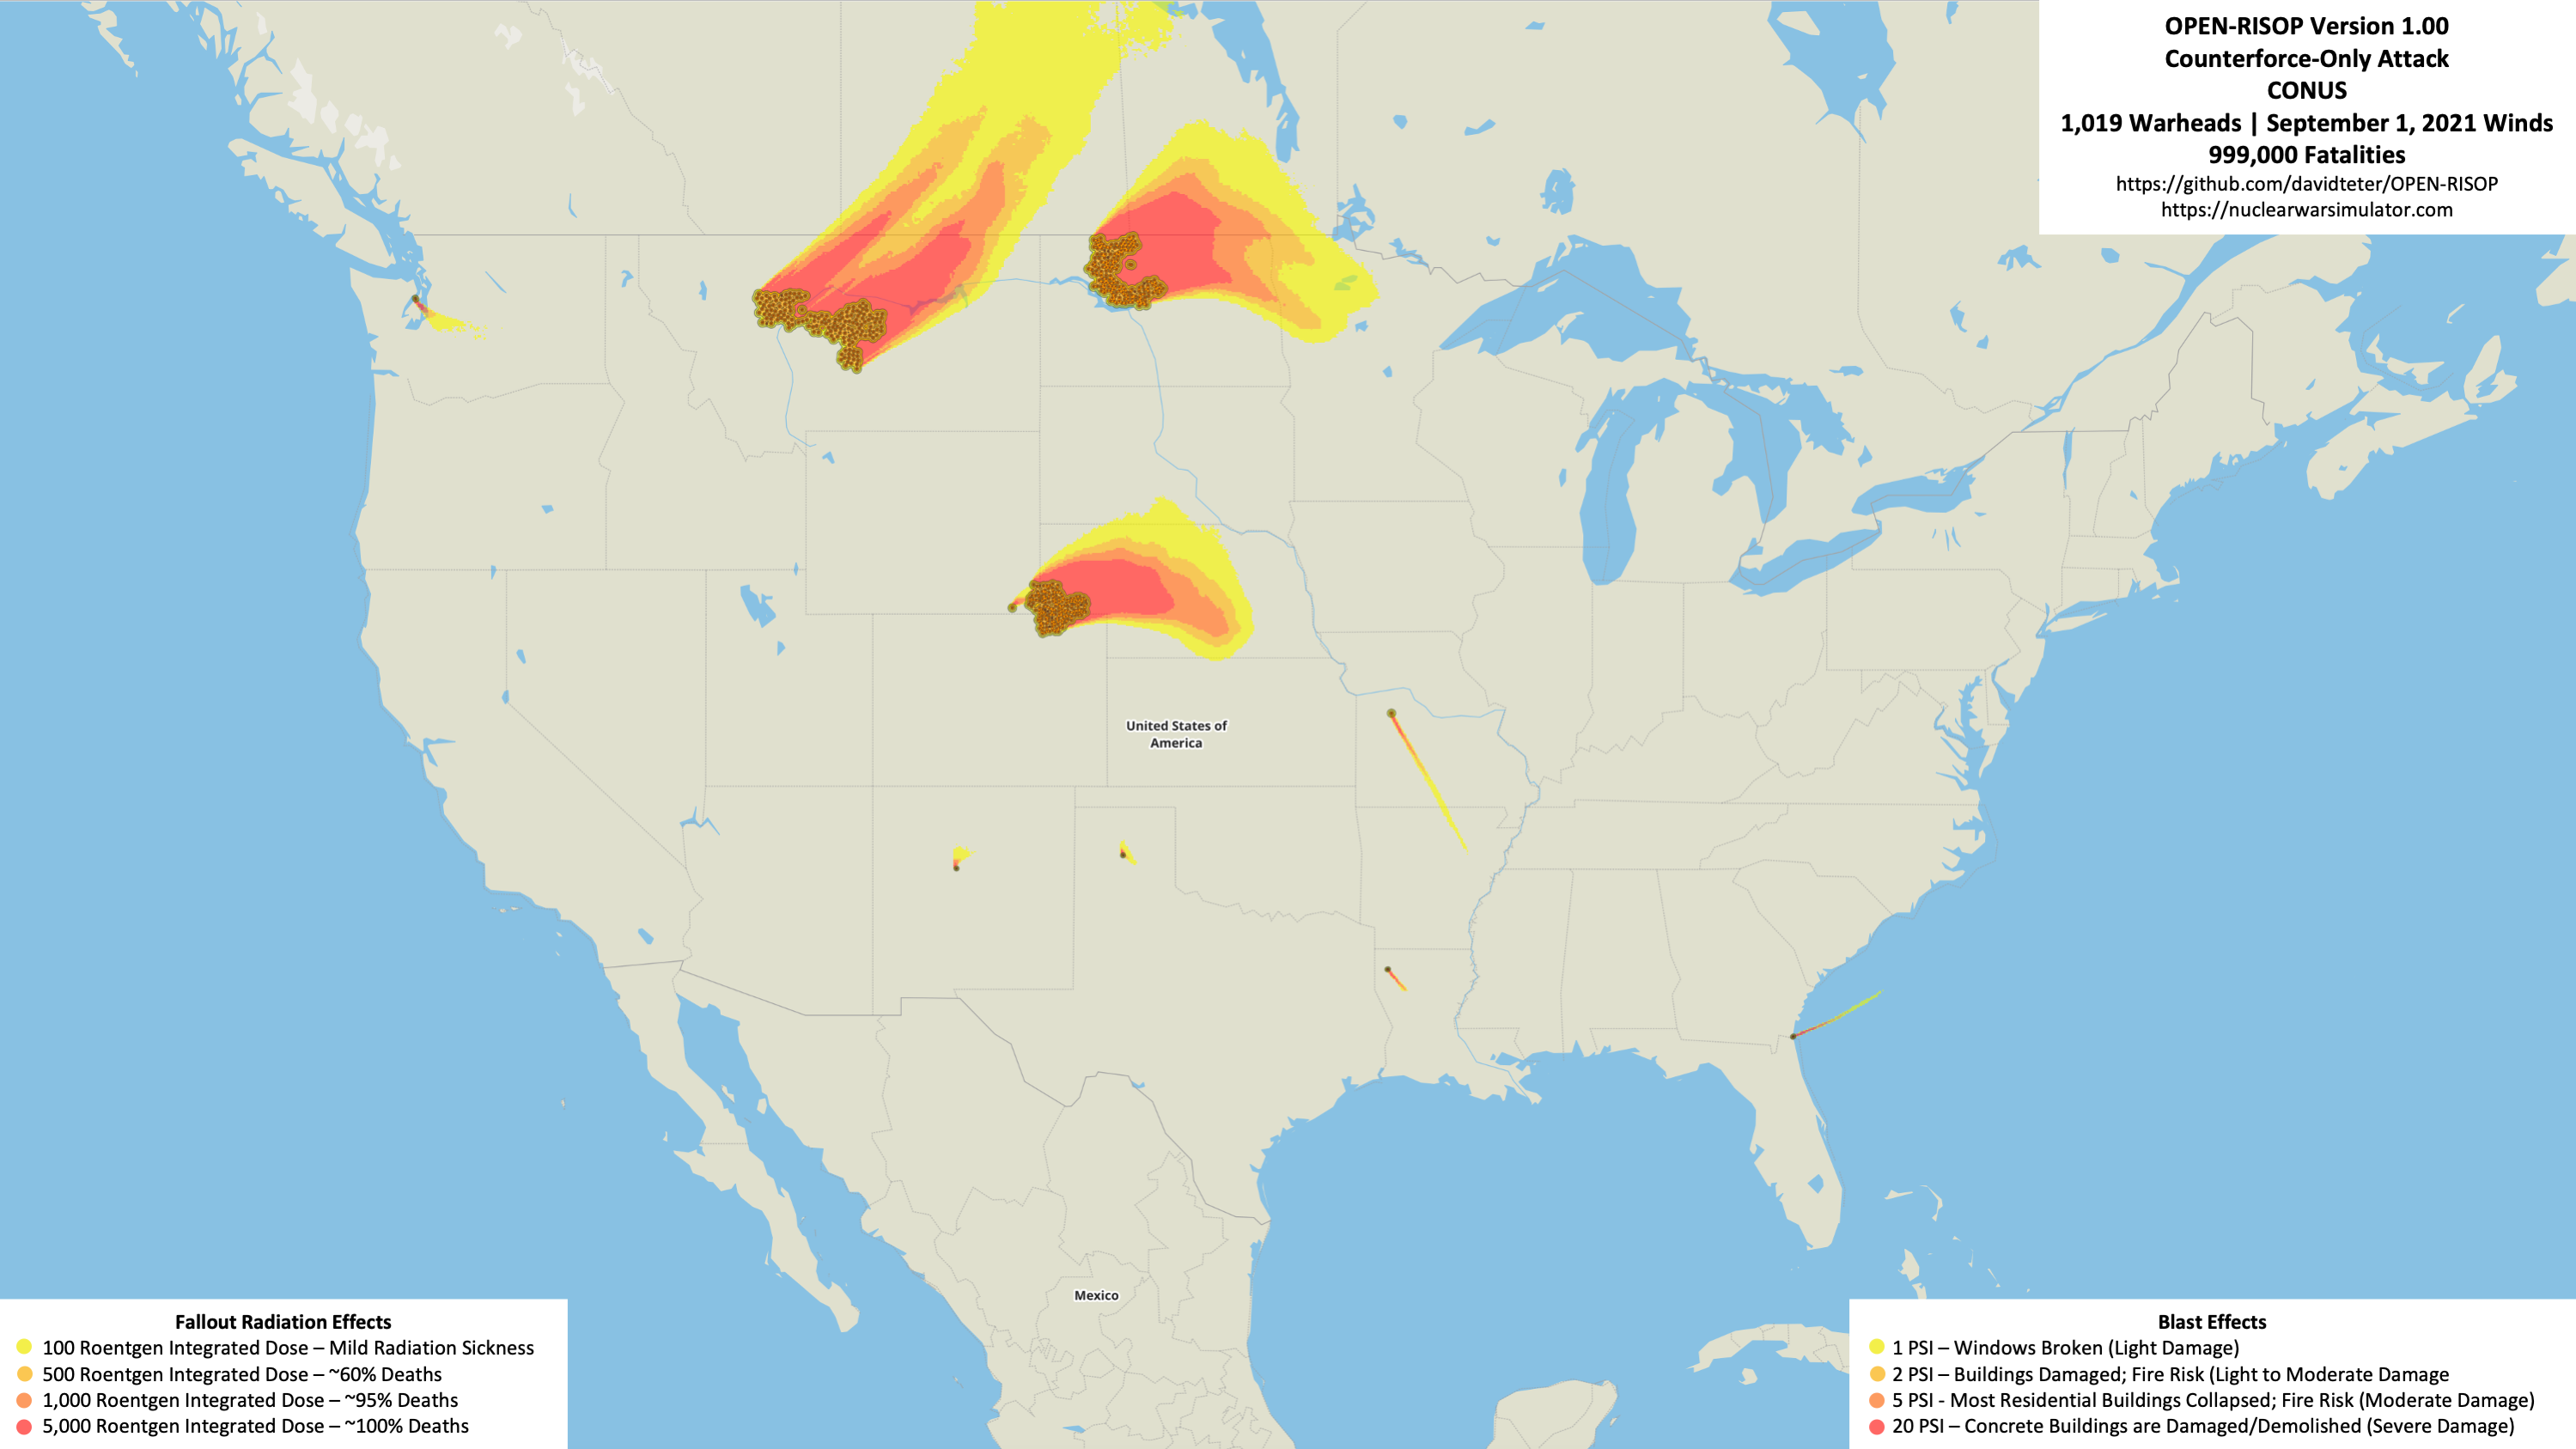 OPEN-RISOP Version 1.00
Counterforce-Only Attack
CONUS
1,019 Warheads | September 1, 2021 Winds
999,000 Fatalities
https://github.com/davidteter/OPEN-RISOP
https://nuclearwarsimulator.com
United States of
America
Mexico
Fallout Radiation Effects
100 Roentgen Integrated Dose – Mild Radiation Sickness
500 Roentgen Integrated Dose – ~60% Deaths
1,000 Roentgen Integrated Dose – ~95% Deaths
5,000 Roentgen Integrated Dose – ~100% Deaths
Blast Effects
1 PSI – Windows Broken (Light Damage)
2 PSI – Buildings Damaged; Fire Risk (Light to Moderate Damage
5 PSI - Most Residential Buildings Collapsed; Fire Risk (Moderate Damage)
20 PSI – Concrete Buildings are Damaged/Demolished (Severe Damage)